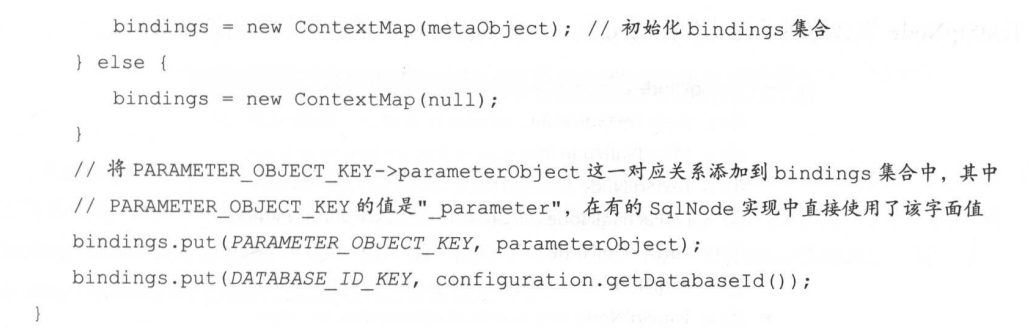 bindings = new ContextMap(metaObject); // 初始化 bindings 集合
} else {
bindings = new ContextMap(null);
}
// 将 PARAMETER_OBJECT_KEY->parameterObject 这一对应关系添加到 bindings 集合中，其中
// PARAMETER_OBJECT_KEY 的值是"_parameter"，在有的 SqlNode 实现中直接使用了该字面值
bindings.put(PARAMETER_OBJECT_KEY, parameterObject);
bindings.put(DATABASE_ID_KEY, configuration.getDatabaseId());
}